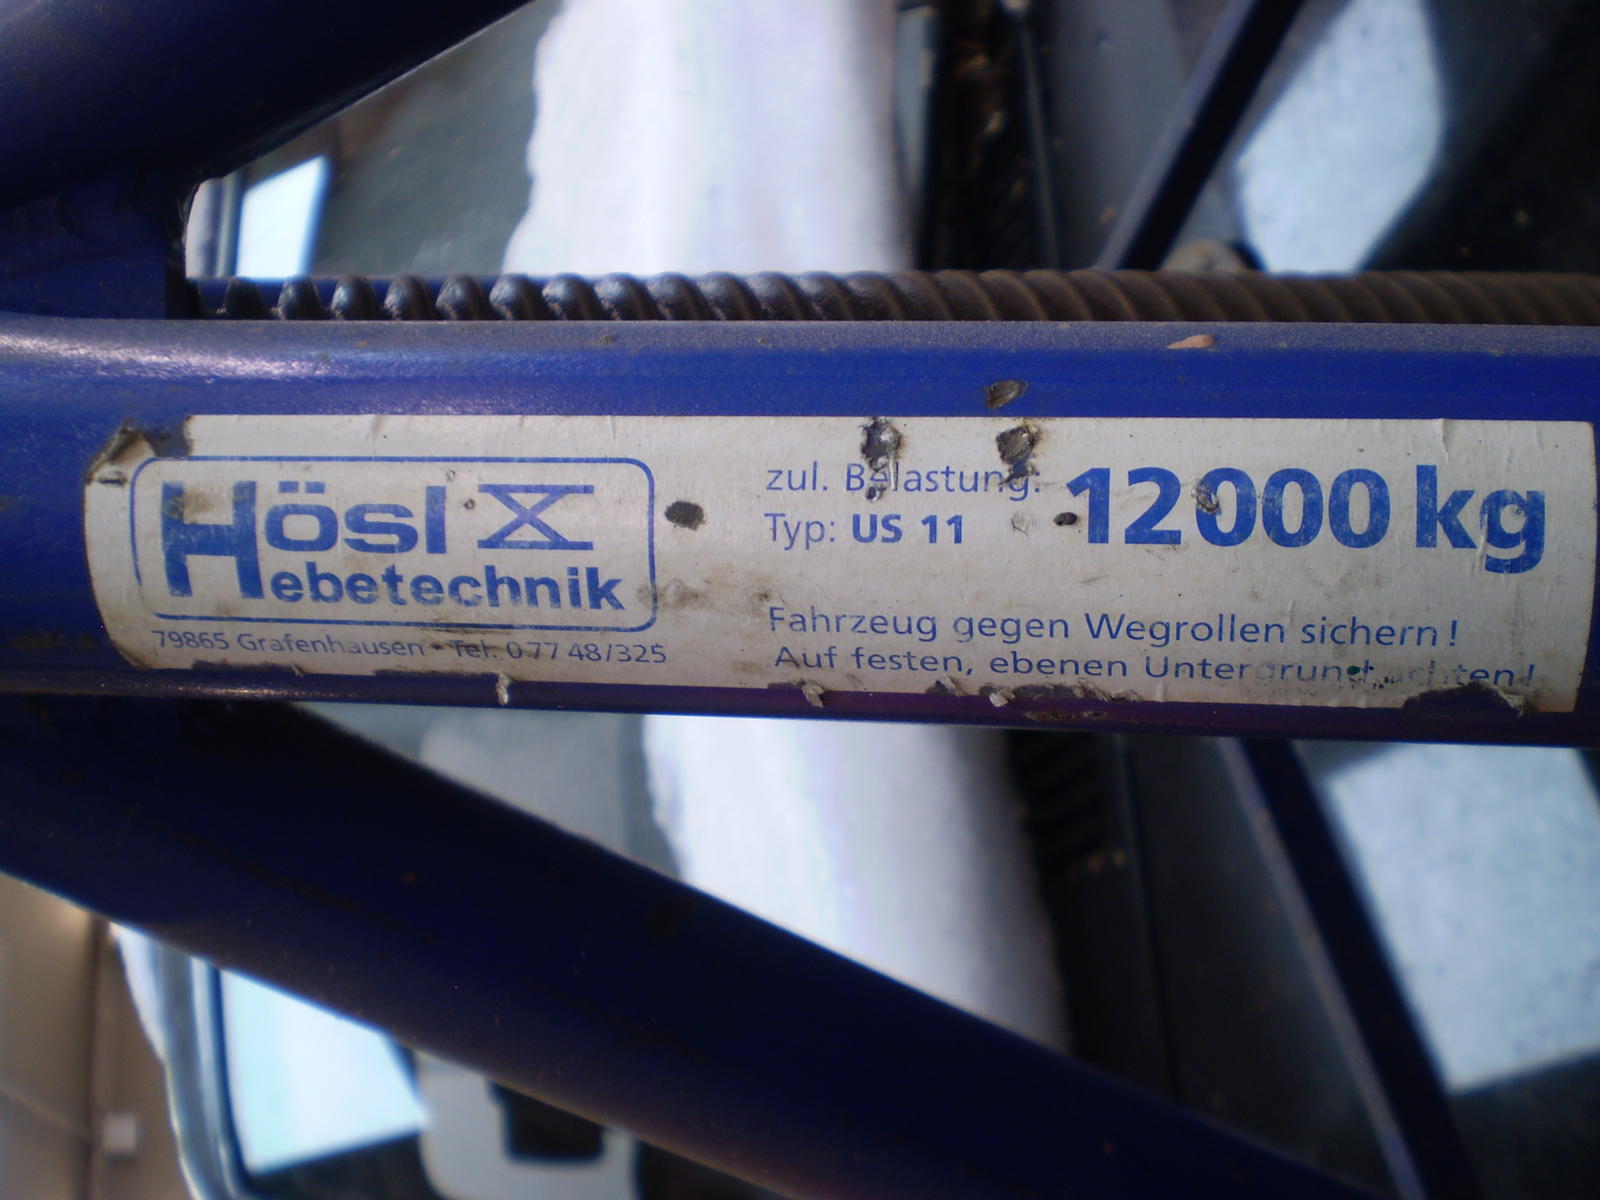 Hösl
Hebetechnik
79865 Grafenhausen • Tel. 0 77 48/325
zul. Belastung: 12000 kg
Typ: US 11
Fahrzeug gegen Wegrollen sichern!
Auf festen, ebenen Untergrund achten!